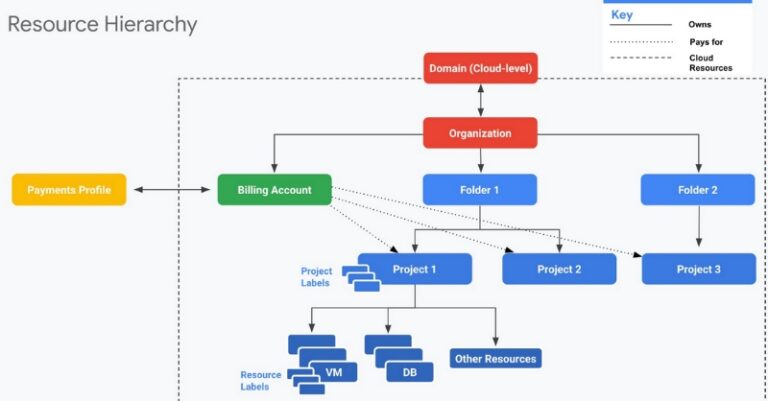 Resource Hierarchy
Key
Owns
Pays for
Cloud
Resources
Domain (Cloud-level)
Organization
Payments Profile
Billing Account
Folder 1
Folder 2
Project
Labels
Project 1
Project 2
Project 3
Resource
Labels
VM
DB
Other Resources